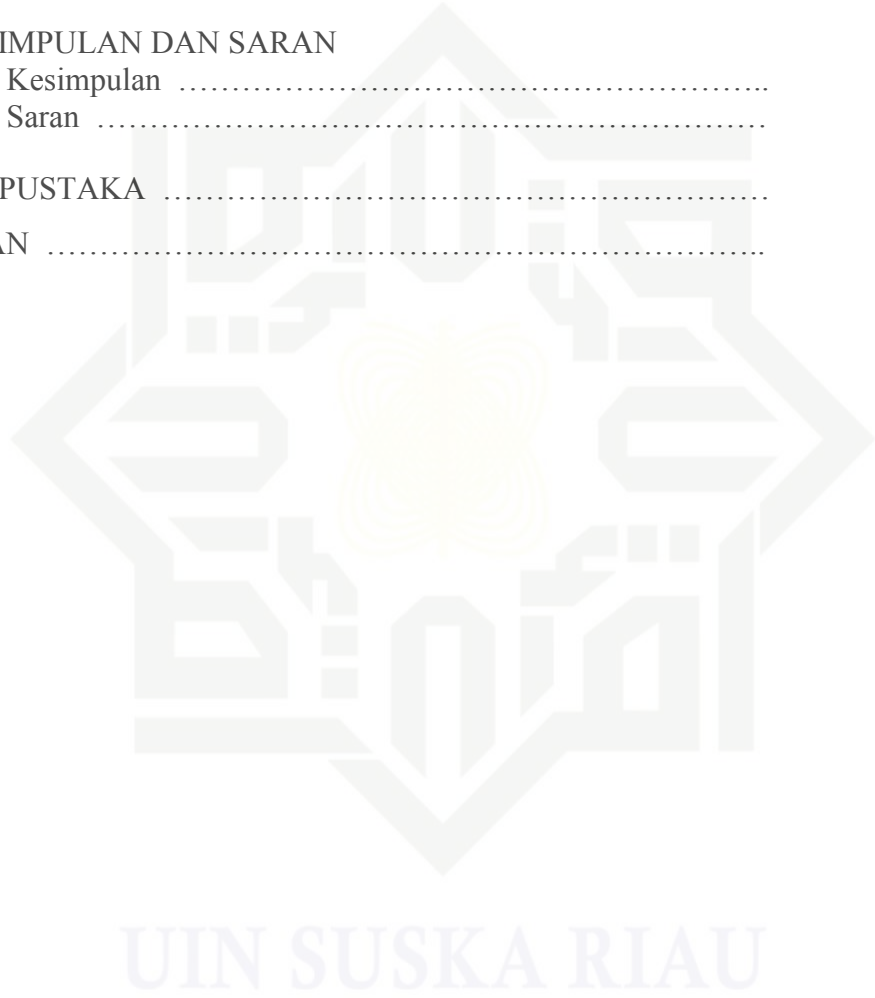 IMPULAN DAN SARAN
Kesimpulan …………………………………………………..
Saran ………………………………………………………
PUSTAKA …………………………………………………
AN …………………………………………………………..
UIN SUSKA RIAU